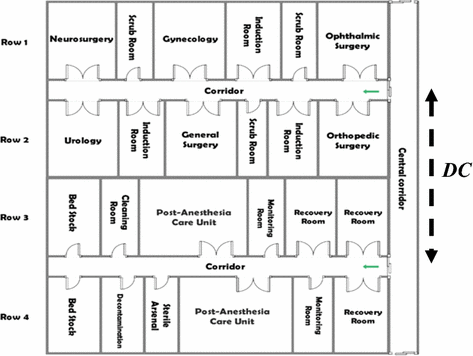 Row 1
Neurosurgery
Scrub Room
Gynecology
Induction
Room
Scrub Room
Ophthalmic
Surgery
Corridor
Row 2
Urology
Induction
Room
General
Surgery
Scrub Room
Induction
Room
Orthopedic
Surgery
Central corridor
DC
Row 3
Bed Stock
Cleaning
Room
Post-Anesthesia
Care Unit
Monitoring
Room
Recovery
Room
Recovery
Room
Corridor
Row 4
Bed Stock
Decontamination
Sterile
Arsenal
Post-Anesthesia
Care Unit
Monitoring
Room
Recovery
Room